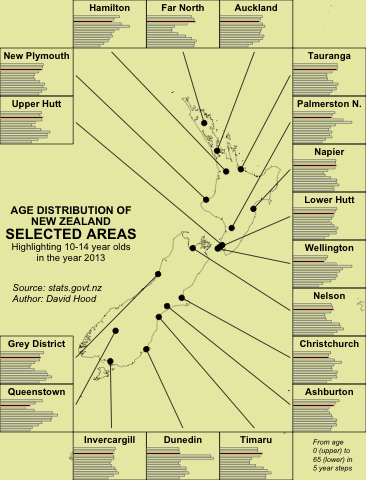 Hamilton
Far North
Auckland
New Plymouth
Tauranga
Upper Hutt
Palmerston N.
Napier
Lower Hutt
AGE DISTRIBUTION OF
NEW ZEALAND
SELECTED AREAS
Highlighting 10-14 year olds
in the year 2013
Wellington
Source: stats.govt.nz
Author: David Hood
Nelson
Grey District
Christchurch
Queenstown
Ashburton
Invercargill
Dunedin
Timaru
From age
0 (upper) to
65 (lower) in
5 year steps